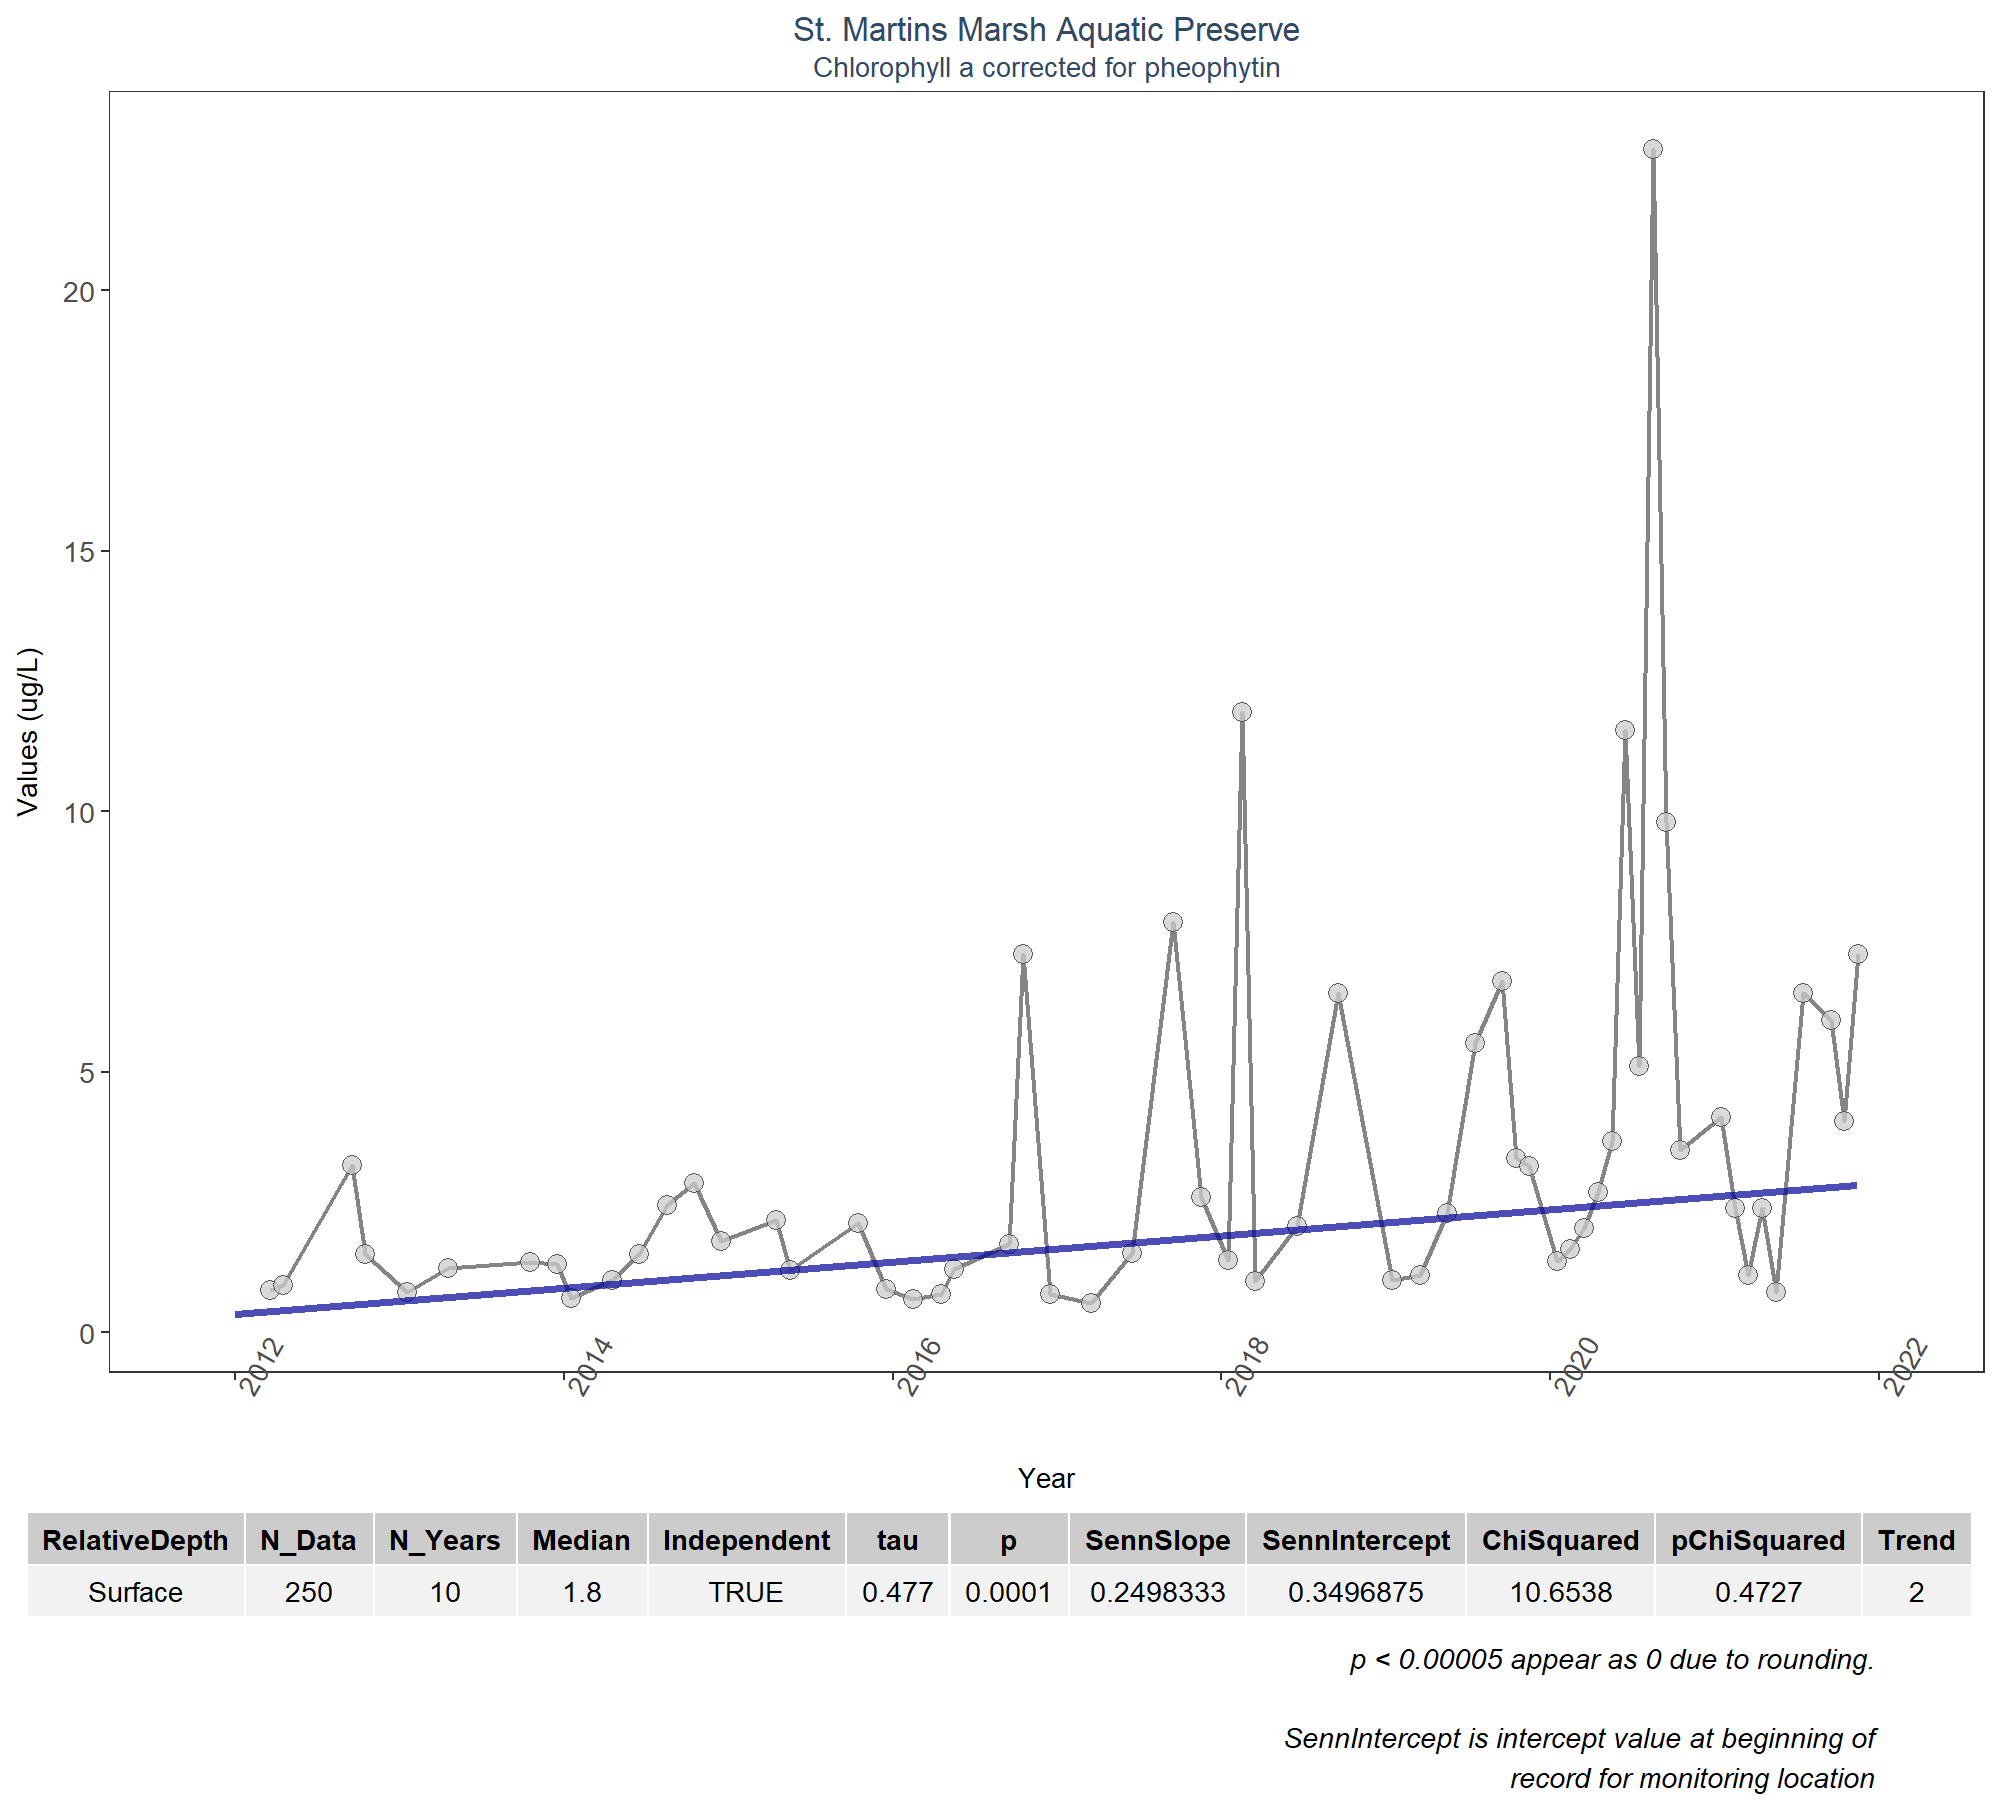 St. Martins Marsh Aquatic Preserve
Chlorophyll a corrected for pheophytin
Values (ug/L)
20
15
10
5
0
2012 2014 2016 2018 2020 2022
Year
RelativeDepth N_Data N_Years Median Independent tau p SennSlope SennIntercept ChiSquared pChiSquared Trend
Surface 250 10 1.8 TRUE 0.477 0.0001 0.2498333 0.3496875 10.6538 0.4727 2
p < 0.00005 appear as 0 due to rounding.
SennIntercept is intercept value at beginning of
record for monitoring location